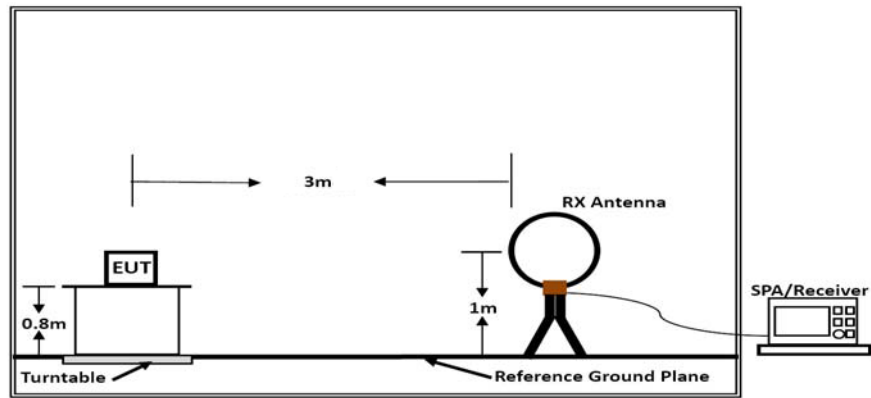 3m
RX Antenna
EUT
SPA/Receiver
0.8m
1m
Turntable
Reference Ground Plane